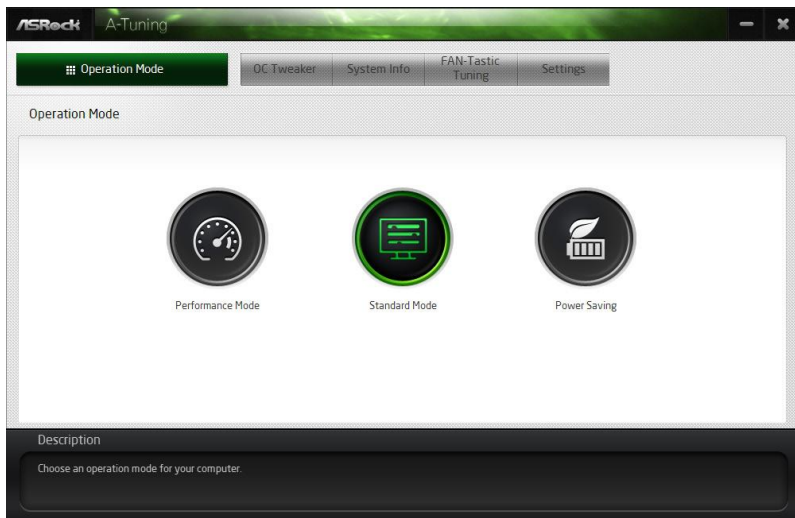 ASRock A-Tuning
Operation Mode
OC Tweaker
System Info
FAN-Tastic
Tuning
Settings
Operation Mode
Performance Mode
Standard Mode
Power Saving
Description
Choose an operation mode for your computer.